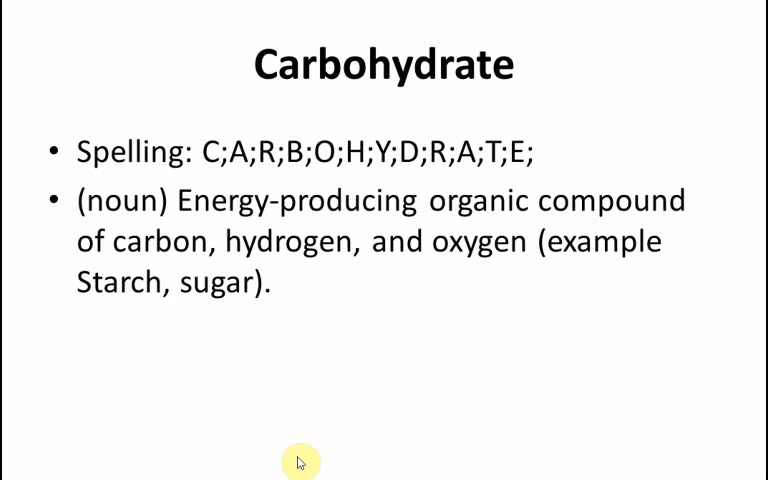 Carbohydrate
• Spelling: C;A;R;B;O;H;Y;D;R;A;T;E;
• (noun) Energy-producing organic compound
of carbon, hydrogen, and oxygen (example
Starch, sugar).